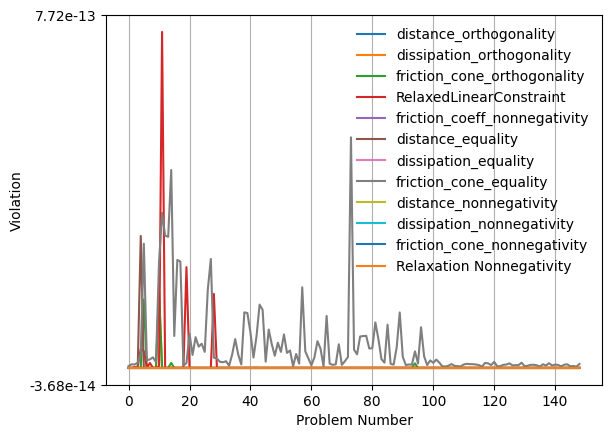 7.72e-13
distance_orthogonality
dissipation_orthogonality
friction_cone_orthogonality
RelaxedLinearConstraint
friction_coeff_nonnegativity
distance_equality
dissipation_equality
friction_cone_equality
distance_nonnegativity
dissipation_nonnegativity
friction_cone_nonnegativity
Relaxation Nonnegativity
Violation
-3.68e-14
0 20 40 60 80 100 120 140
Problem Number